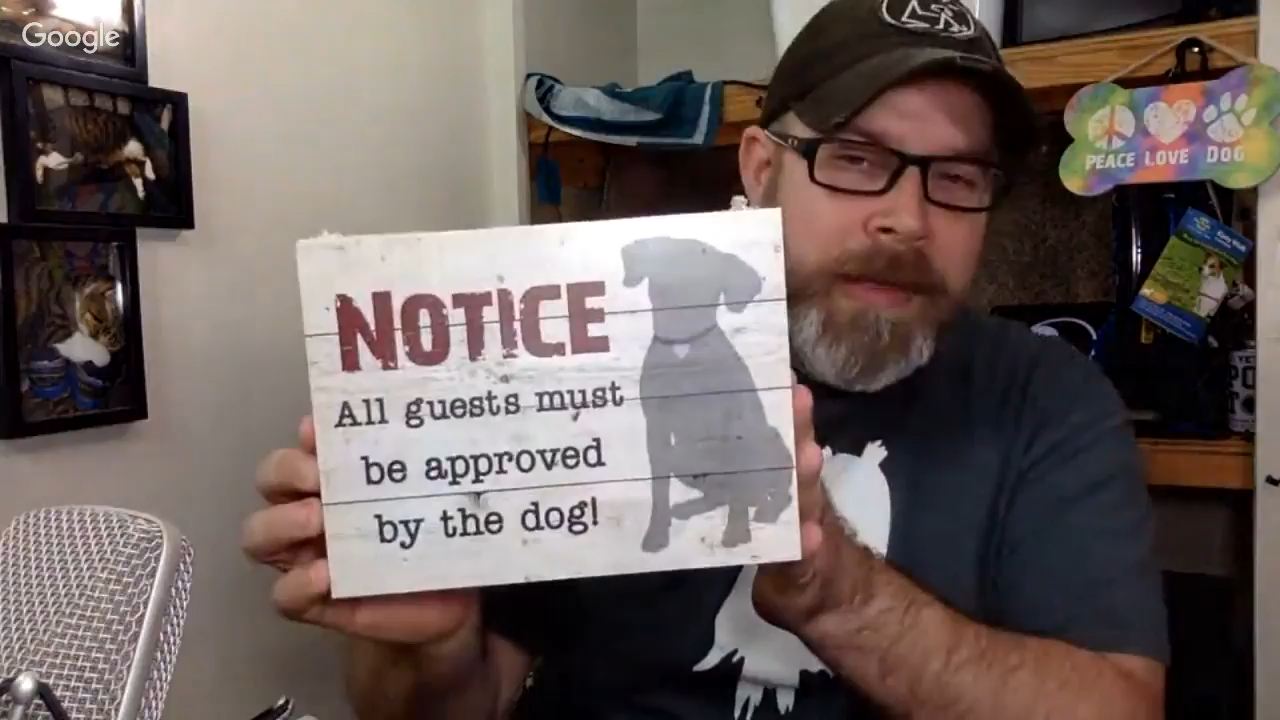 Google
NOTICE
All guests must
be approved
by the dog!
PEACE LOVE DOG